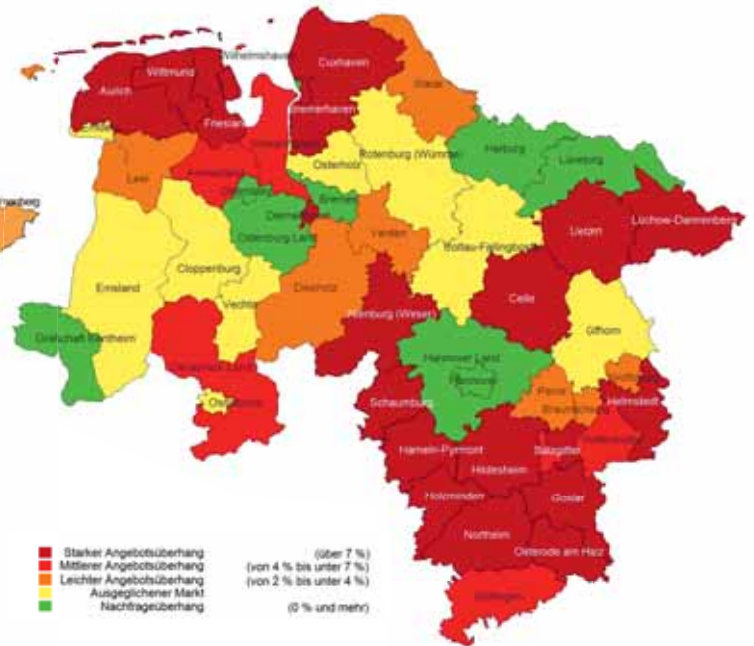 Wilhelmshave
Cuxhaven
Wittmund
Aurich
Stade
Bremerhaven
Friesland
Harburg
Lüneburg
Osterholz
Rotenburg (Wümme)
Leer
Ammerland
Bremen
Delmenhorst
Oldenburg Land
Uelzen
Lüchow-Dannenberg
Verden
Soltau-Fallingbostel
Cloppenburg
Emsland
Vechta
Diepholz
Celle
Gifhorn
Nienburg (Weser)
Grafschaft Bentheim
Hannover Land
Hannover
Osnabrück Land
Peine
Braunschweig
Helmstedt
Schaumburg
Salzgitter
Hameln-Pyrmont
Hildesheim
Holzminden
Goslar
Northeim
Osterode am Harz
Göttingen
Starker Angebotsüberhang (über 7 %)
Mittlerer Angebotsüberhang (von 4 % bis unter 7 %)
Leichter Angebotsüberhang (von 2 % bis unter 4 %)
Ausgeglichener Markt
Nachfrageüberhang (0 % und mehr)